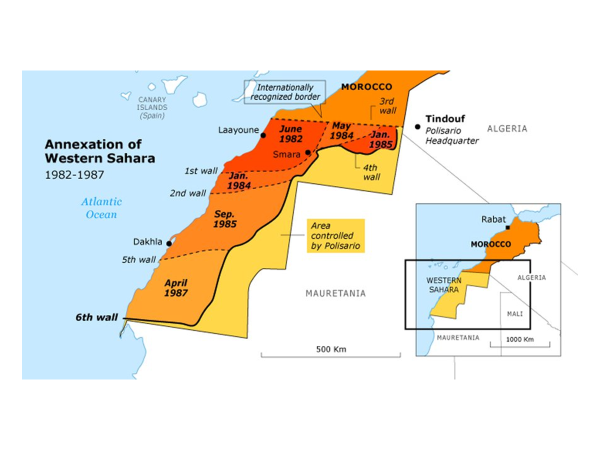 Annexation of
Western Sahara
1982-1987
CANARY
ISLANDS
(Spain)
Internationally
recognized border
MOROCCO
3rd
wall
Laayoune
June
1982
May
1984
Jan.
1985
Tindouf
Polisario
Headquarter
ALGERIA
Smara
4th
wall
1st wall
Jan.
1984
2nd wall
Atlantic
Ocean
Sep.
1985
Area
controlled
by Polisario
Dakhla
5th wall
April
1987
6th wall
MAURETANIA
500 Km
Rabat
MOROCCO
WESTERN
SAHARA
ALGERIA
MALI
MAURETANIA
1000 Km